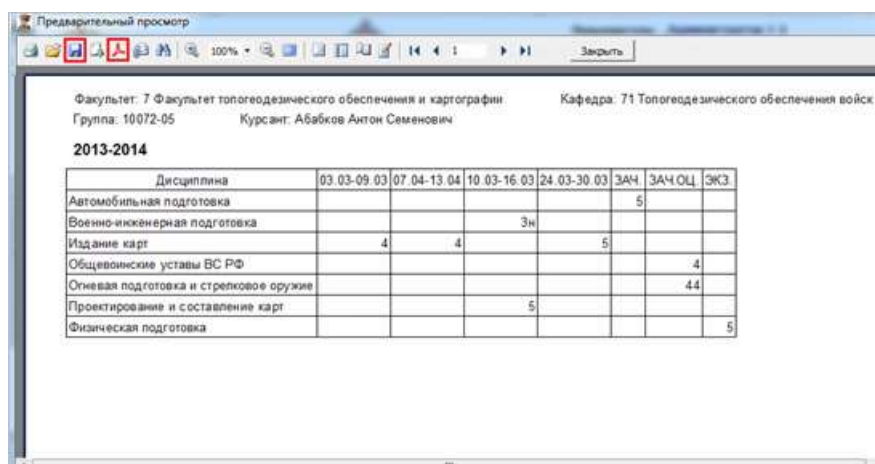 Предварительный просмотр
100% 1 Закрыть
Факультет: 7 Факультет топогеодезического обеспечения и картографии Кафедра: 71 Топогеодезического обеспечения войск
Группа: 10072-05 Курсант: Абабков Антон Семенович
2013-2014
Дисциплина 03.03-09.03 07.04-13.04 10.03-16.03 24.03-30.03 ЗАЧ. ЗАЧ.ОЦ. ЭКЗ.
Автомобильная подготовка 5
Военно-инженерная подготовка 3н
Издание карт 4 4 5
Общевоинские уставы ВС РФ 4
Огневая подготовка и стрелковое оружие 44
Проектирование и составление карт 5
Физическая подготовка 5